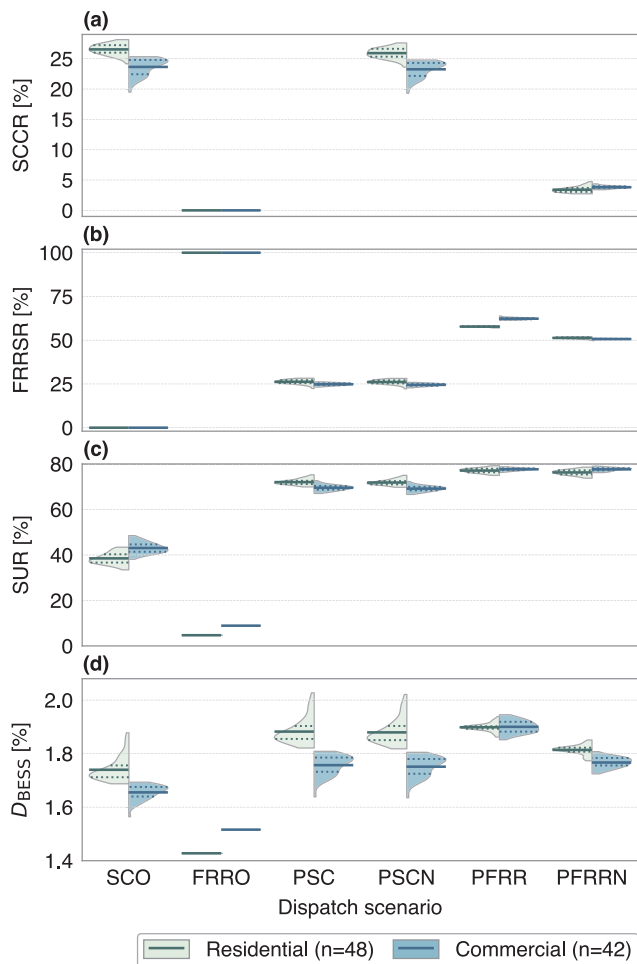 (a)
25
20
15
10
5
0
SCCR [%]
(b)
100
75
50
25
0
FRRSR [%]
(c)
80
60
40
20
0
SUR [%]
(d)
2.0
1.8
1.6
1.4
D_BESS [%]
SCO FRRO PSC PSCN PFRR PFRRN
Dispatch scenario
Residential (n=48) Commercial (n=42)